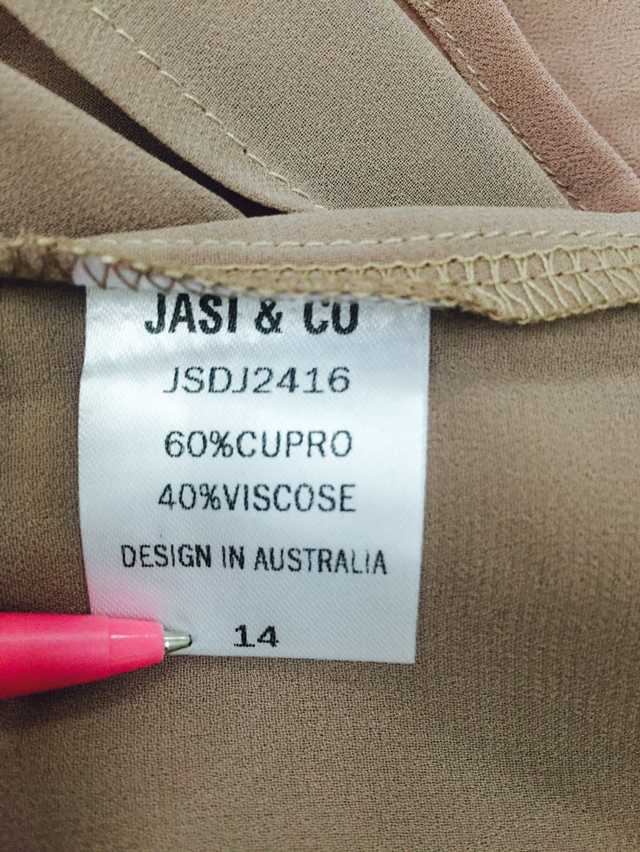 JASI & CO
JSDJ2416
60%CUPRO
40%VISCOSE
DESIGN IN AUSTRALIA
14